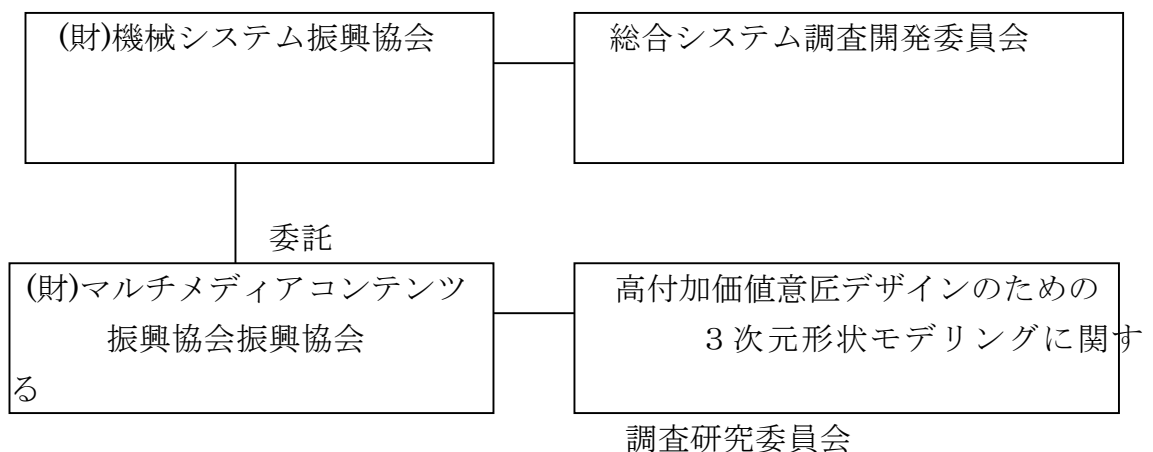 (財)機械システム振興協会
総合システム調査開発委員会
委託
(財)マルチメディアコンテンツ
振興協会振興協会
高付加価値意匠デザインのための
３次元形状モデリングに関す
る
調査研究委員会